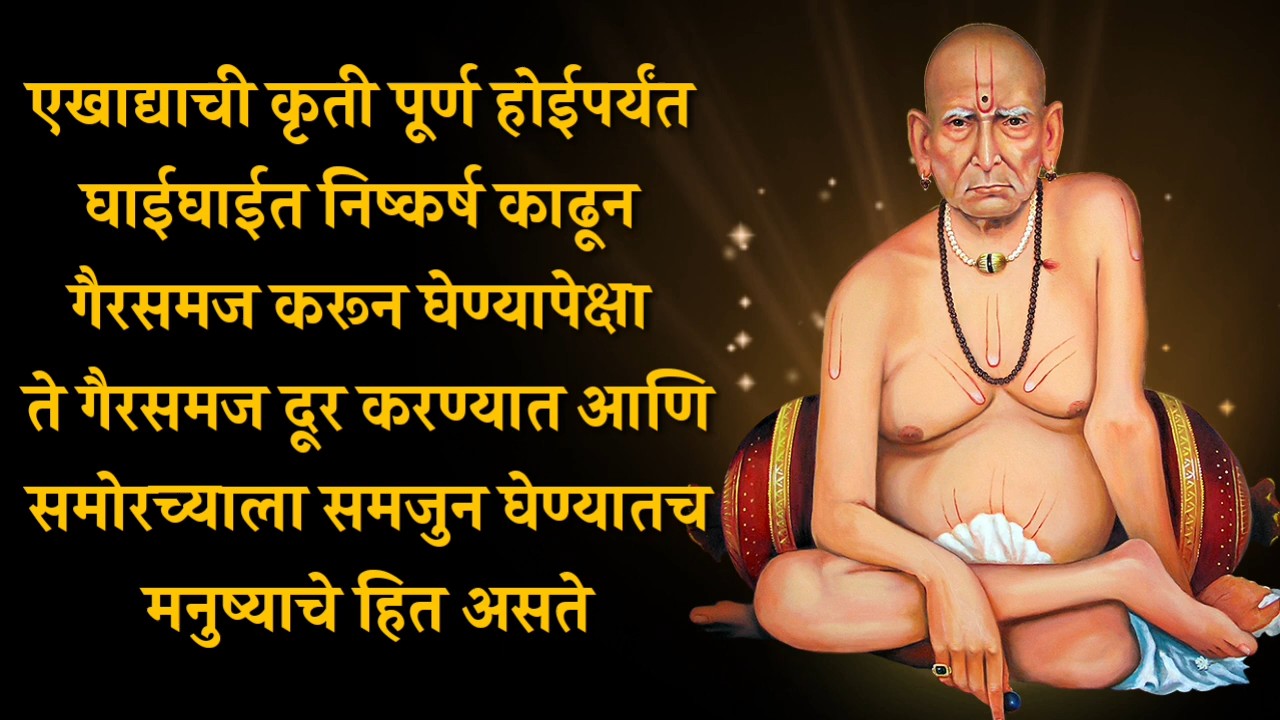 एखाद्याची कृती पूर्ण होईपर्यंत
घाईघाईत निष्कर्ष काढून
गैरसमज करून घेण्यापेक्षा
ते गैरसमज दूर करण्यात आणि
समोरच्याला समजुन घेण्यातच
मनुष्याचे हित असते